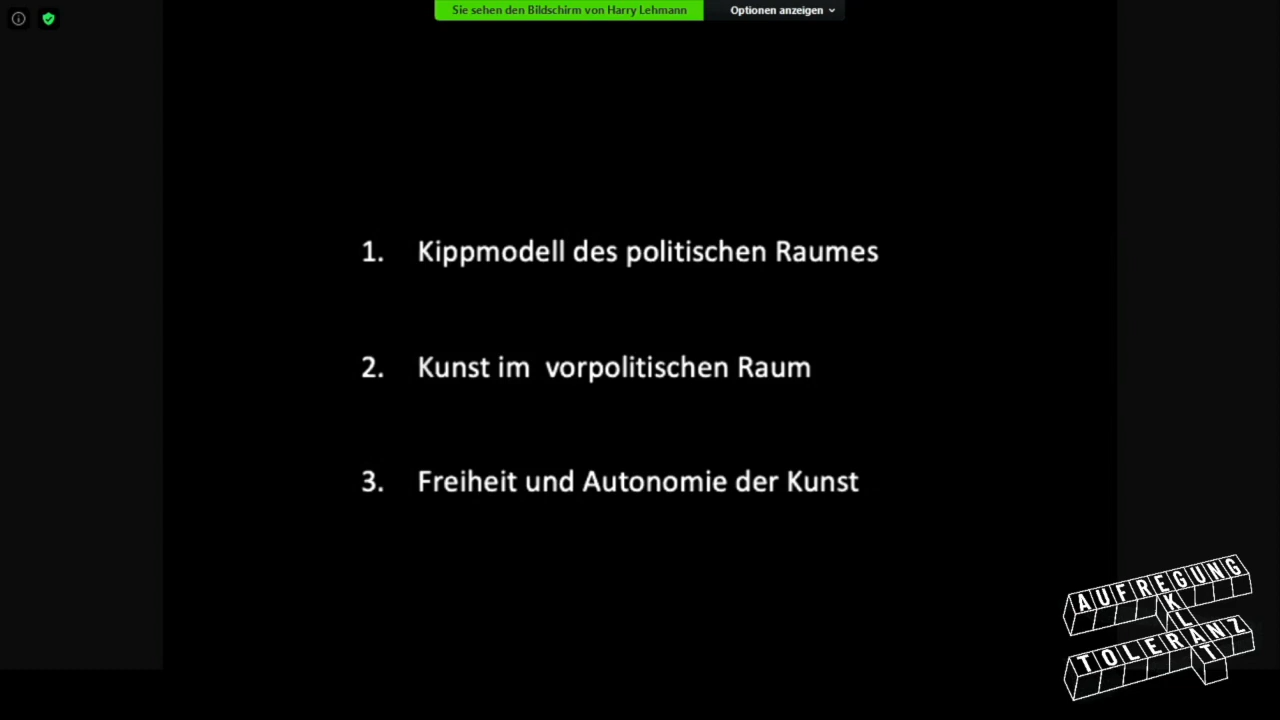 Sie sehen den Bildschirm von Harry Lehmann
Optionen anzeigen
1. Kippmodell des politischen Raumes
2. Kunst im vorpolitischen Raum
3. Freiheit und Autonomie der Kunst
AUFREGUNG
EKLAT
TOLERANZ